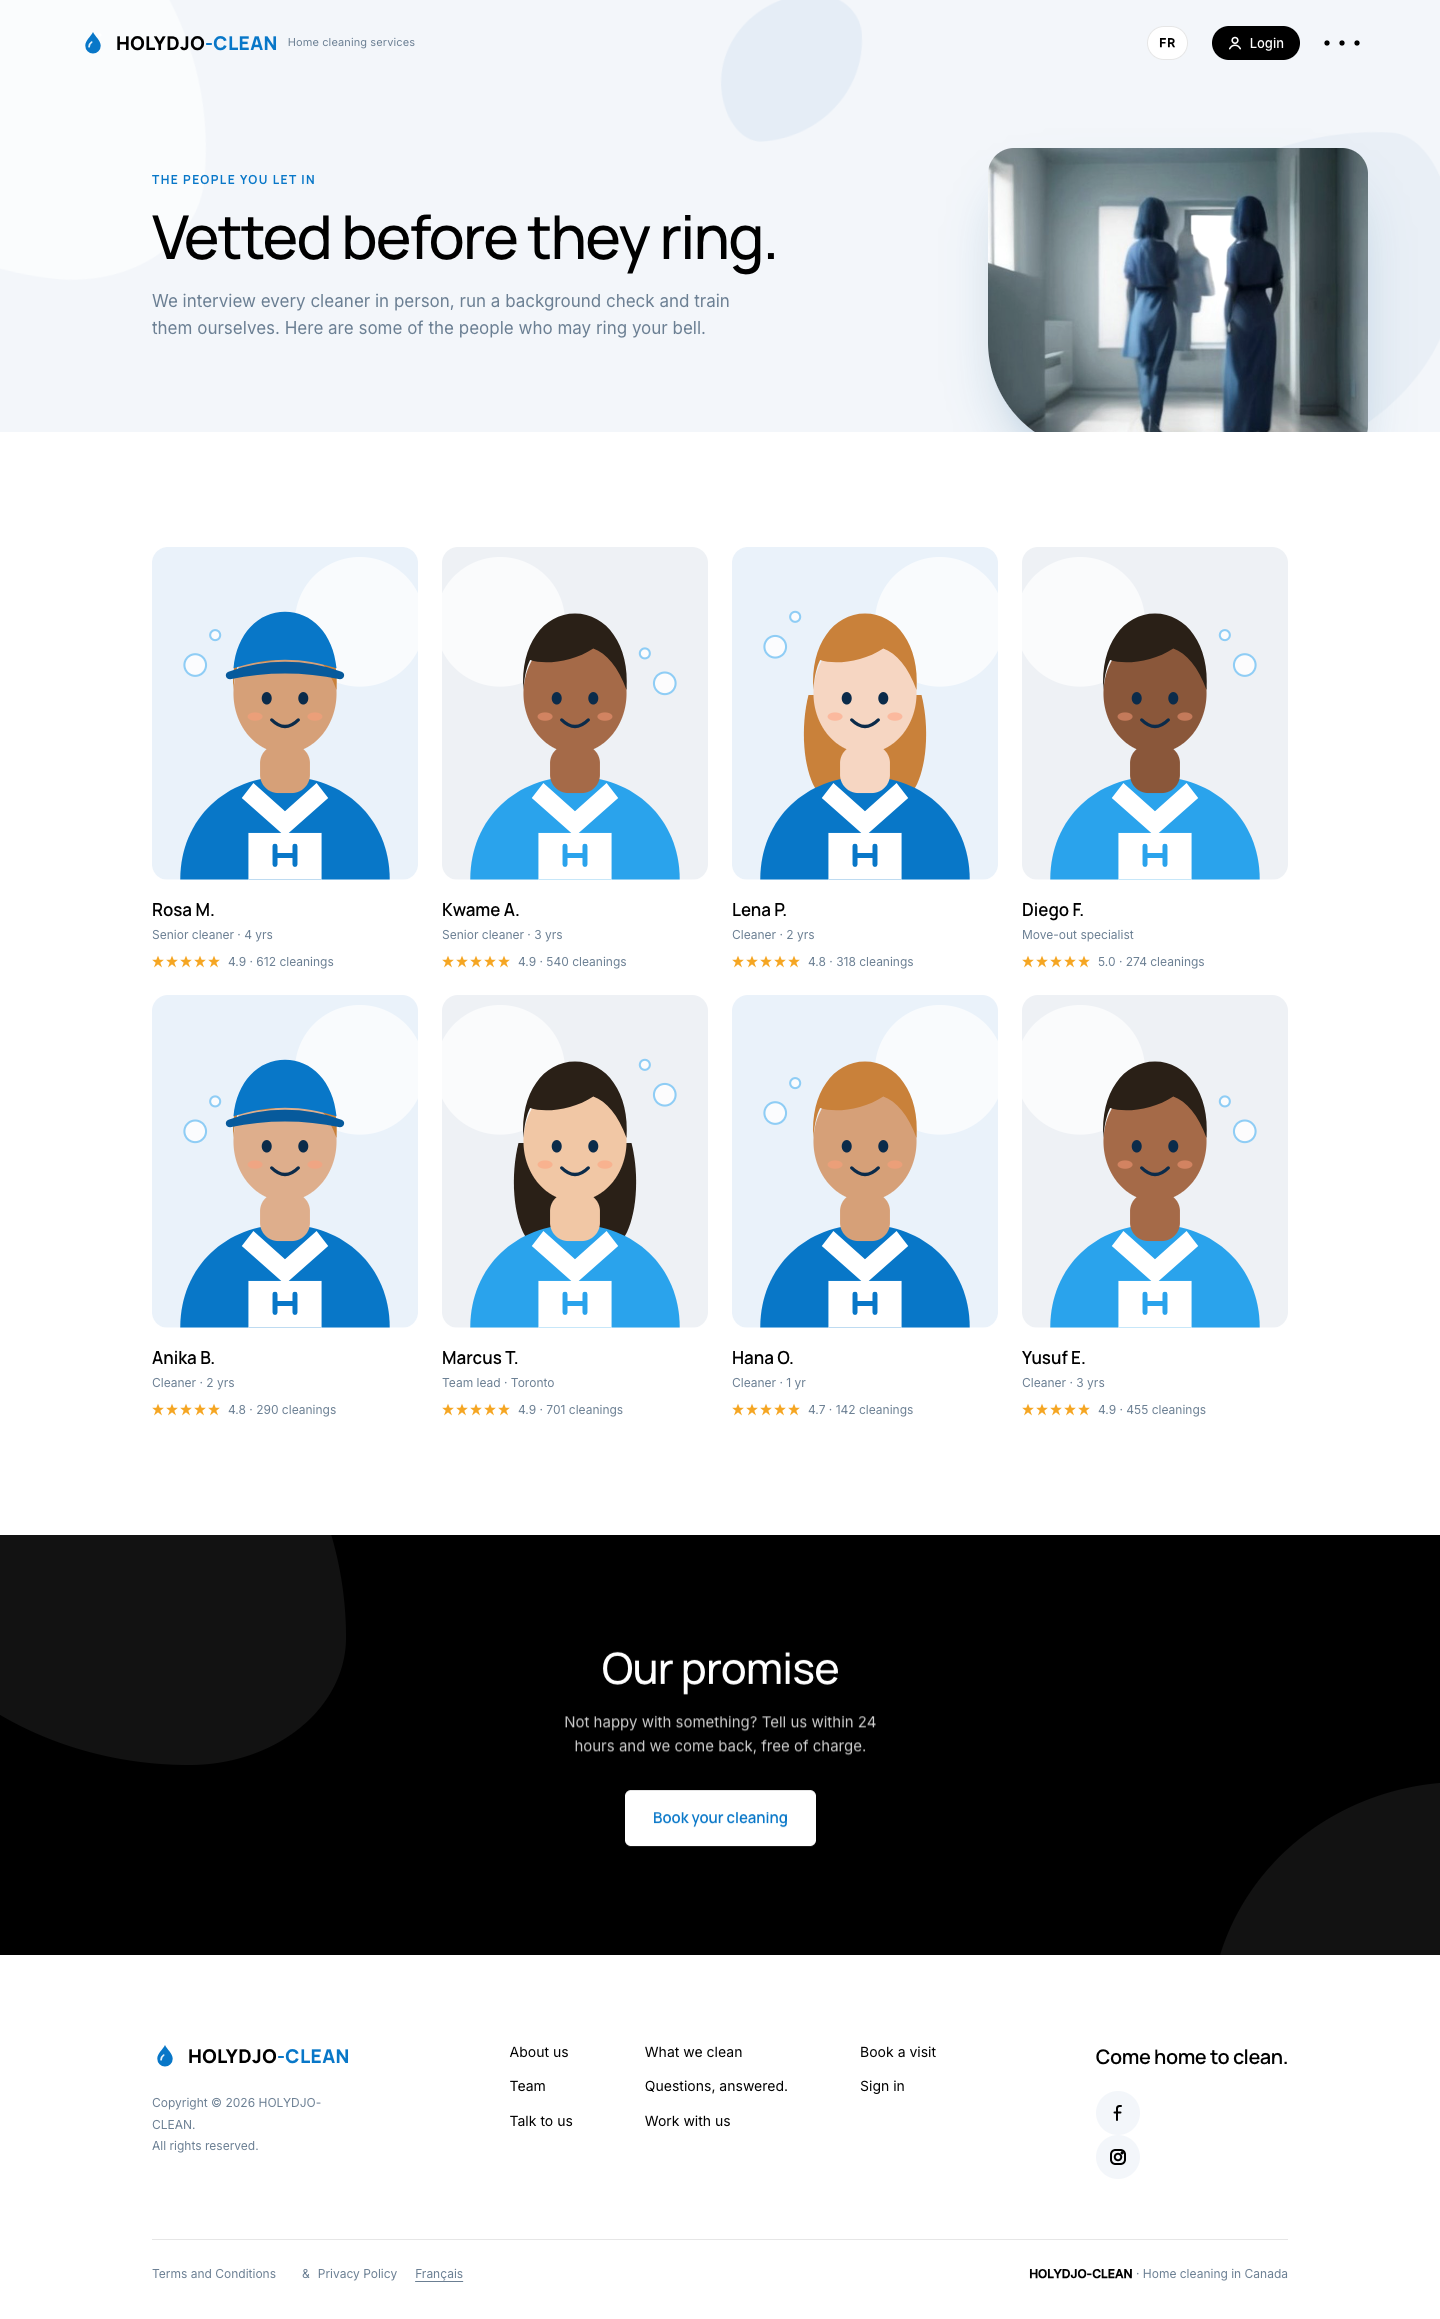 HOLYDJO-CLEAN Home cleaning services
FR
Login
THE PEOPLE YOU LET IN
Vetted before they ring.
We interview every cleaner in person, run a background check and train
them ourselves. Here are some of the people who may ring your bell.
H
H
H
H
Rosa M.
Senior cleaner · 4 yrs
★★★★★ 4.9 · 612 cleanings
Kwame A.
Senior cleaner · 3 yrs
★★★★★ 4.9 · 540 cleanings
Lena P.
Cleaner · 2 yrs
★★★★★ 4.8 · 318 cleanings
Diego F.
Move-out specialist
★★★★★ 5.0 · 274 cleanings
H
H
H
H
Anika B.
Cleaner · 2 yrs
★★★★★ 4.8 · 290 cleanings
Marcus T.
Team lead · Toronto
★★★★★ 4.9 · 701 cleanings
Hana O.
Cleaner · 1 yr
★★★★★ 4.7 · 142 cleanings
Yusuf E.
Cleaner · 3 yrs
★★★★★ 4.9 · 455 cleanings
Our promise
Not happy with something? Tell us within 24
hours and we come back, free of charge.
Book your cleaning
HOLYDJO-CLEAN
Copyright © 2026 HOLYDJO-
CLEAN.
All rights reserved.
About us
Team
Talk to us
What we clean
Questions, answered.
Work with us
Book a visit
Sign in
Come home to clean.
Terms and Conditions & Privacy Policy Français
HOLYDJO-CLEAN · Home cleaning in Canada